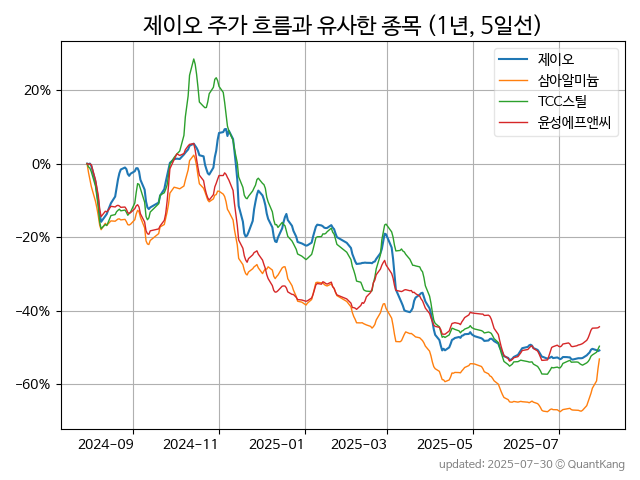 제이오 주가 흐름과 유사한 종목 (1년, 5일선)
제이오
삼아알미늄
TCC스틸
윤성에프앤씨
20%
0%
−20%
−40%
−60%
2024-09
2024-11
2025-01
2025-03
2025-05
2025-07
updated: 2025-07-30 © QuantKang